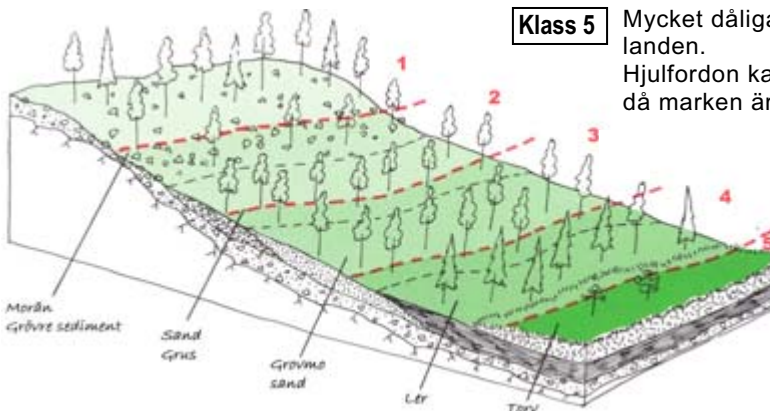 Klass 5
Mycket dåliga
landen.
Hjulfordon ka
då marken är
1
2
3
4
5
Morän
Grövre sediment
Sand
Grus
Grovmo
sand
Ler
Torv